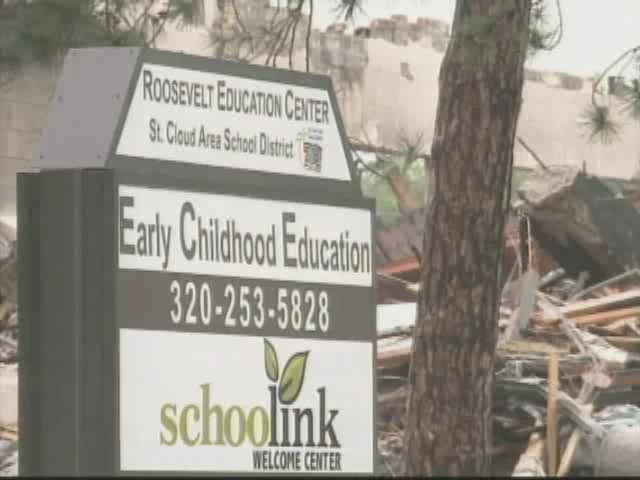 Roosevelt Education Center
St. Cloud Area School District
Early Childhood Education
320-253-5828
schoolink
WELCOME CENTER